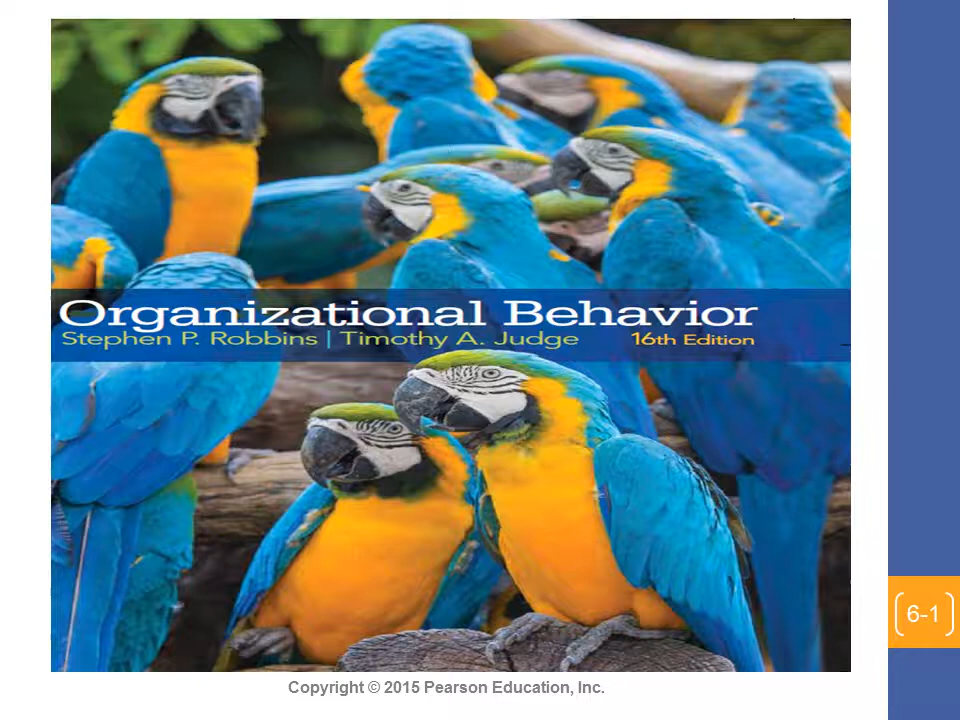 Organizational Behavior
Stephen P. Robbins | Timothy A. Judge 16th Edition
6-1
Copyright © 2015 Pearson Education, Inc.